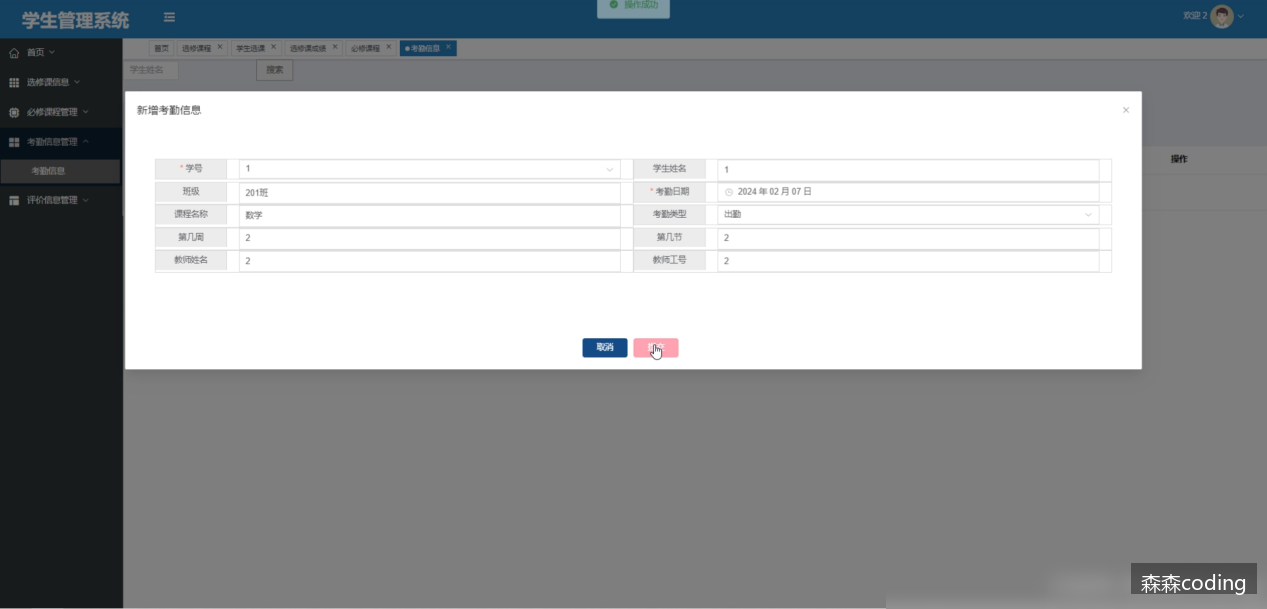 学生管理系统
操作成功
欢迎 2
首页
选修课信息
必修课程管理
考勤信息管理
考勤信息
评价信息管理
首页 选修课程 × 学生选课 × 选修课成绩 × 必修课程 × 考勤信息 ×
学生姓名 搜索
操作
新增考勤信息 ×
* 学号 1 学生姓名 1
班级 201班 * 考勤日期 2024 年 02 月 07 日
课程名称 数学 考勤类型 出勤
第几周 2 第几节 2
教师姓名 2 教师工号 2
取消
森森coding